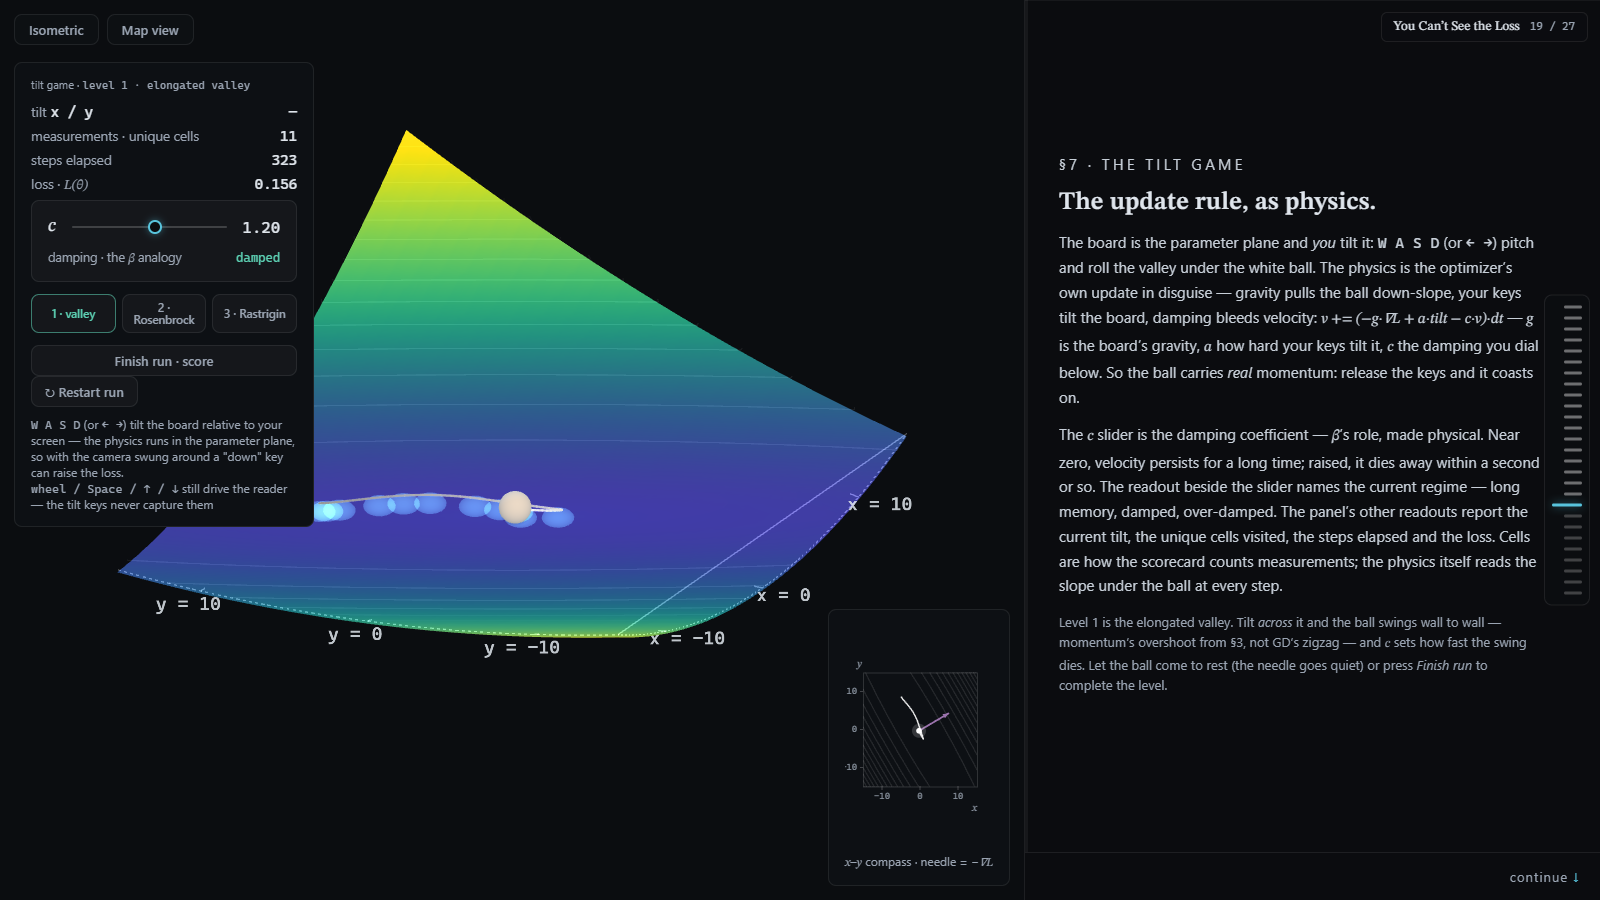 Isometric
Map view
You Can't See the Loss 19 / 27
tilt game · level 1 · elongated valley
tilt x / y —
measurements · unique cells 11
steps elapsed 323
loss · L(θ) 0.156
c 1.20
damping · the β analogy damped
1 · valley
2 ·
Rosenbrock
3 · Rastrigin
Finish run · score
↻ Restart run
W A S D (or ← →) tilt the board relative to your
screen — the physics runs in the parameter plane,
so with the camera swung around a "down" key
can raise the loss.
wheel / Space / ↑ / ↓ still drive the reader
— the tilt keys never capture them
y = 10
y = 0
y = −10
x = −10
x = 0
x = 10
y
10
0
-10
−10 0 10
x
x–y compass · needle = −∇L
§7 · THE TILT GAME
The update rule, as physics.
The board is the parameter plane and you tilt it: W A S D (or ← →) pitch
and roll the valley under the white ball. The physics is the optimizer's
own update in disguise — gravity pulls the ball down-slope, your keys
tilt the board, damping bleeds velocity: v += (−g·∇L + a·tilt − c·v)·dt — g
is the board's gravity, a how hard your keys tilt it, c the damping you dial
below. So the ball carries real momentum: release the keys and it coasts
on.
The c slider is the damping coefficient — β's role, made physical. Near
zero, velocity persists for a long time; raised, it dies away within a second
or so. The readout beside the slider names the current regime — long
memory, damped, over-damped. The panel's other readouts report the
current tilt, the unique cells visited, the steps elapsed and the loss. Cells
are how the scorecard counts measurements; the physics itself reads the
slope under the ball at every step.
Level 1 is the elongated valley. Tilt across it and the ball swings wall to wall —
momentum's overshoot from §3, not GD's zigzag — and c sets how fast the swing
dies. Let the ball come to rest (the needle goes quiet) or press Finish run to
complete the level.
continue ↓